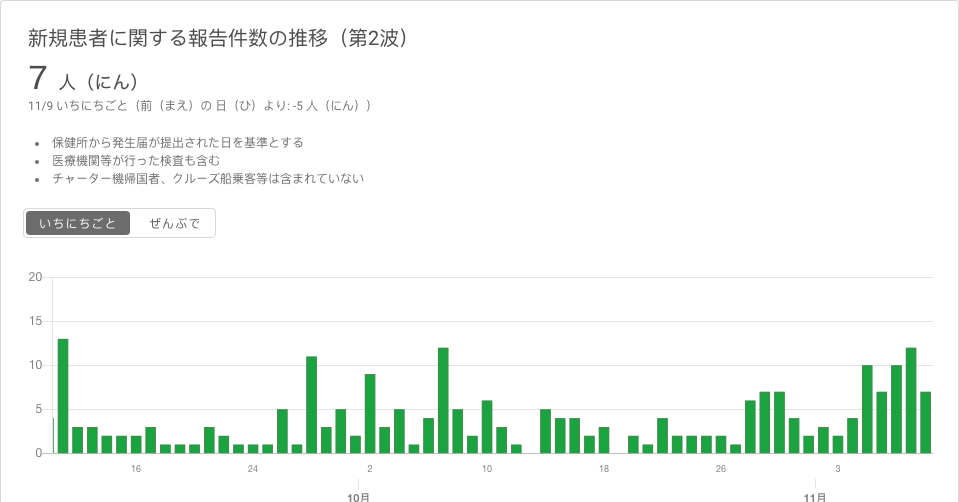 新規患者に関する報告件数の推移（第2波）
7 人（にん）
11/9 いちにちごと（前（まえ）の 日（ひ）より: -5 人（にん））
保健所から発生届が提出された日を基準とする
医療機関等が行った検査も含む
チャーター機帰国者、クルーズ船乗客等は含まれていない
いちにちごと ぜんぶで
20
15
10
5
0
16 24 2 10 18 26 3
10月 11月